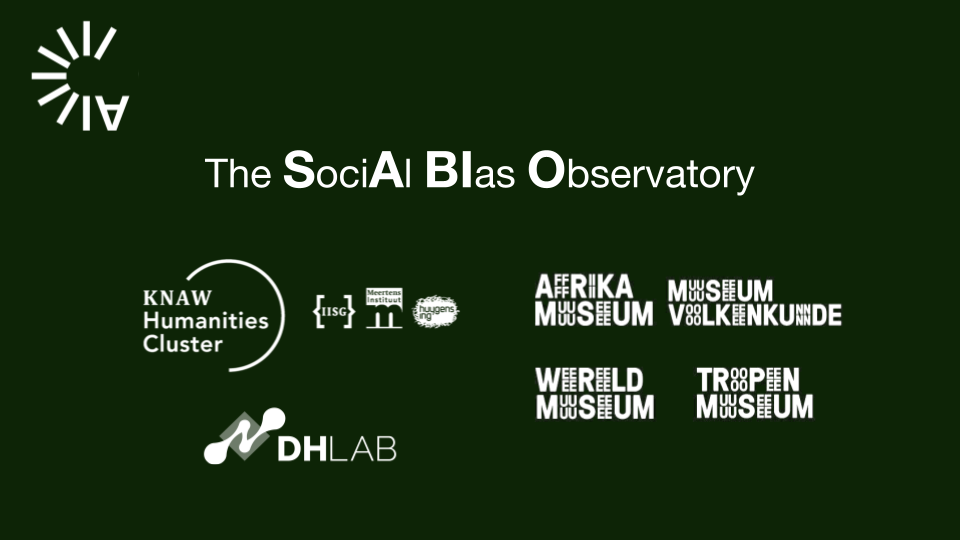 AI
The SociAl BIas Observatory
KNAW
Humanities
Cluster
{IISG}
Meertens
Instituut
huygens
ing
AFRIKA
MUSEUM
MUSEUM
VOLKENKUNDE
WERELD
MUSEUM
TROPEN
MUSEUM
DHLAB